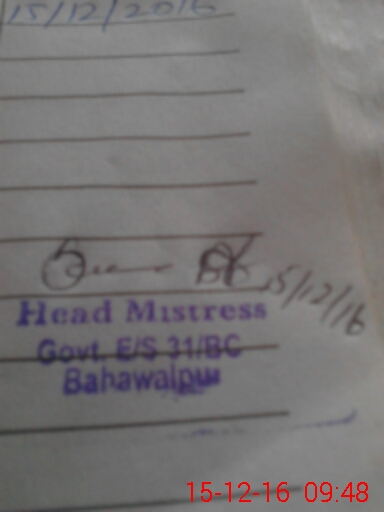 15/12/2016
15/12/16
Head Mistress
Govt. E/S 31/BC
Bahawalpur
15-12-16 09:48